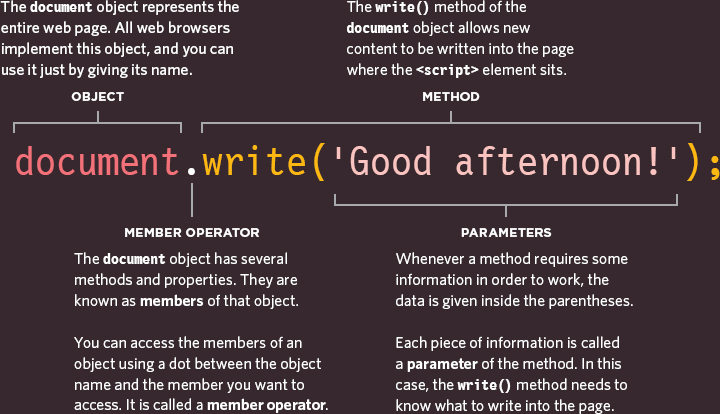 The document object represents the
entire web page. All web browsers
implement this object, and you can
use it just by giving its name.
The write() method of the
document object allows new
content to be written into the page
where the <script> element sits.
OBJECT
METHOD
document.write('Good afternoon!');
MEMBER OPERATOR
The document object has several
methods and properties. They are
known as members of that object.
You can access the members of an
object using a dot between the object
name and the member you want to
access. It is called a member operator.
PARAMETERS
Whenever a method requires some
information in order to work, the
data is given inside the parentheses.
Each piece of information is called
a parameter of the method. In this
case, the write() method needs to
know what to write into the page.